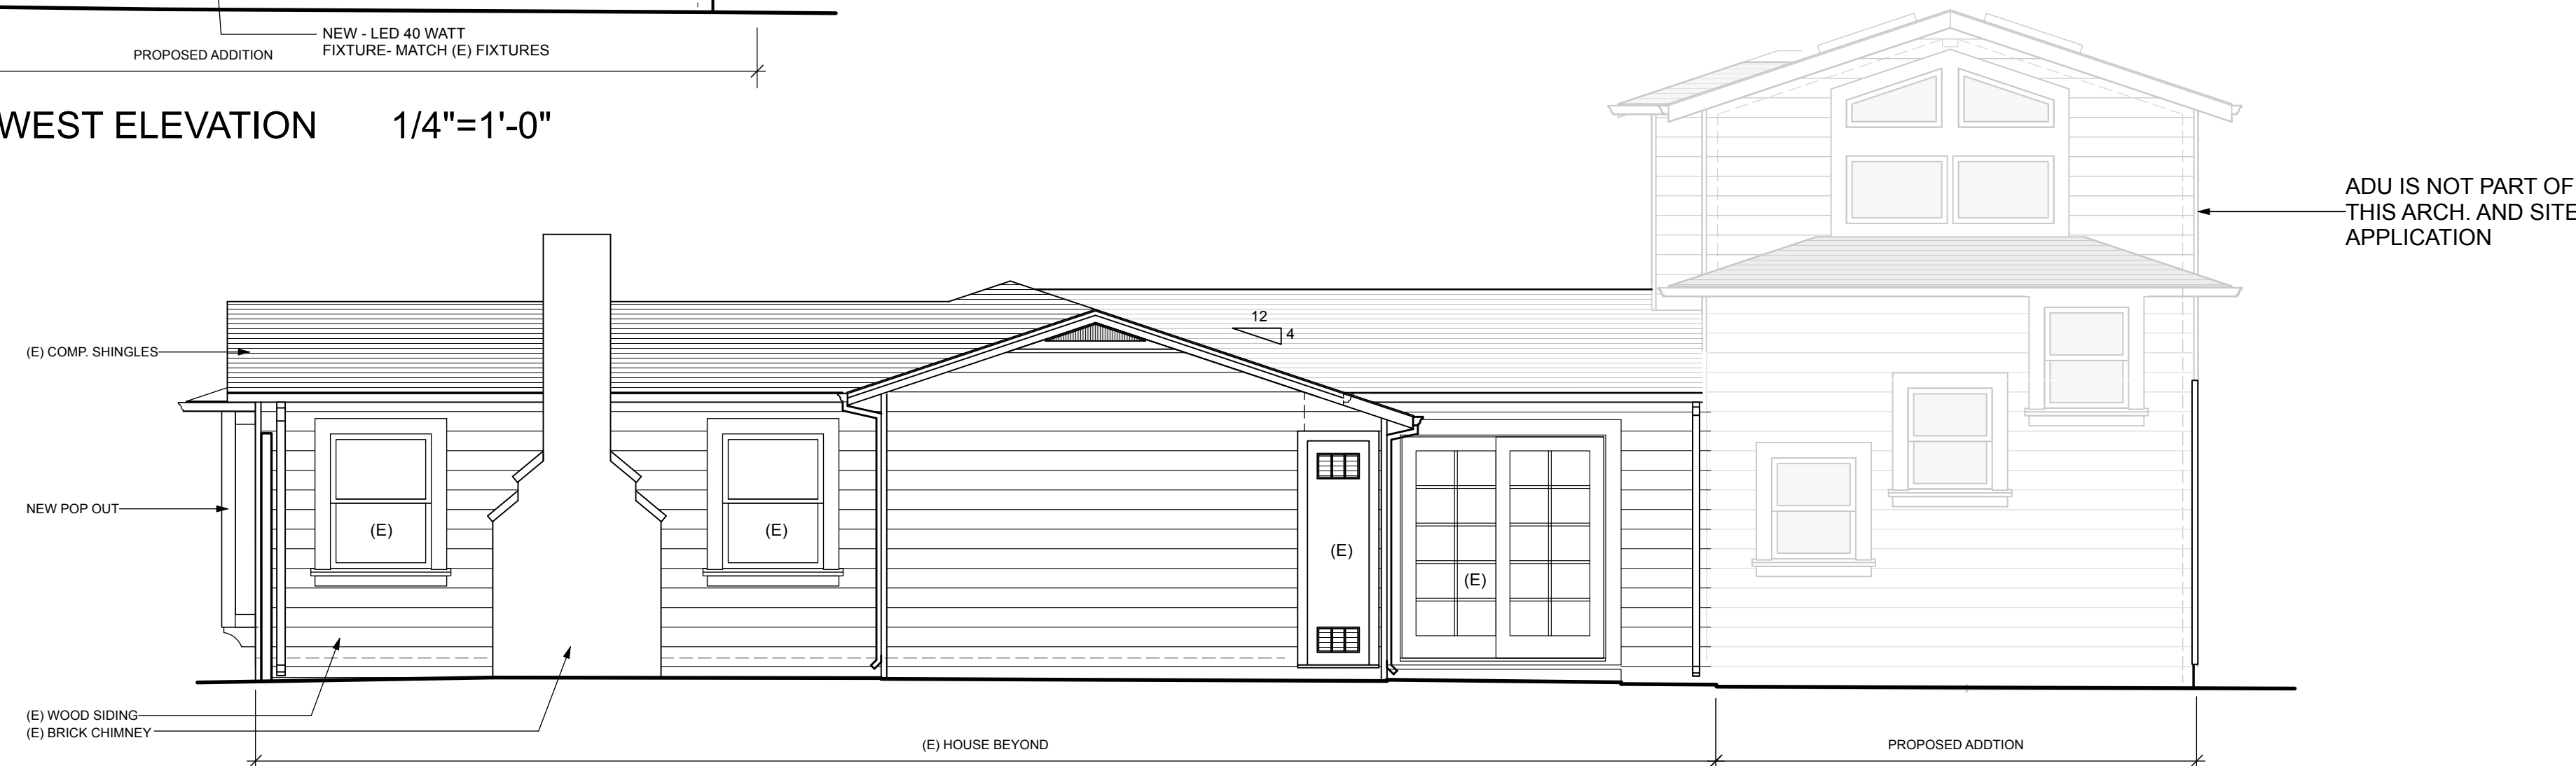 NEW - LED 40 WATT
FIXTURE- MATCH (E) FIXTURES
PROPOSED ADDITION
WEST ELEVATION 1/4"=1'-0"
ADU IS NOT PART OF
THIS ARCH. AND SITE
APPLICATION
12
4
(E) COMP. SHINGLES
NEW POP OUT
(E)
(E)
(E)
(E)
(E) WOOD SIDING
(E) BRICK CHIMNEY
(E) HOUSE BEYOND
PROPOSED ADDTION